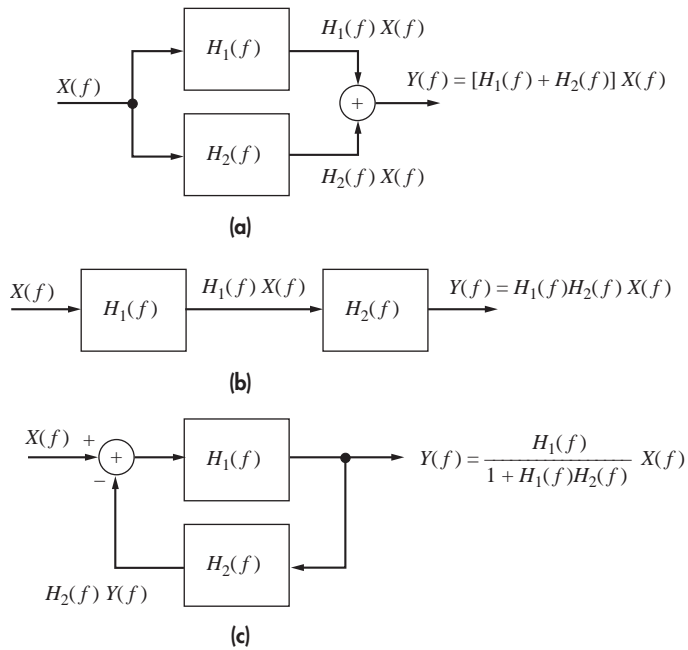 H₁(f) X(f)
H₁(f)
X(f)
+
Y(f) = [H₁(f) + H₂(f)] X(f)
H₂(f)
H₂(f) X(f)
(a)
X(f)
H₁(f)
H₁(f) X(f)
H₂(f)
Y(f) = H₁(f)H₂(f) X(f)
(b)
X(f)
+
+
−
H₁(f)
Y(f) = H₁(f) / 1 + H₁(f)H₂(f) X(f)
H₂(f)
H₂(f) Y(f)
(c)